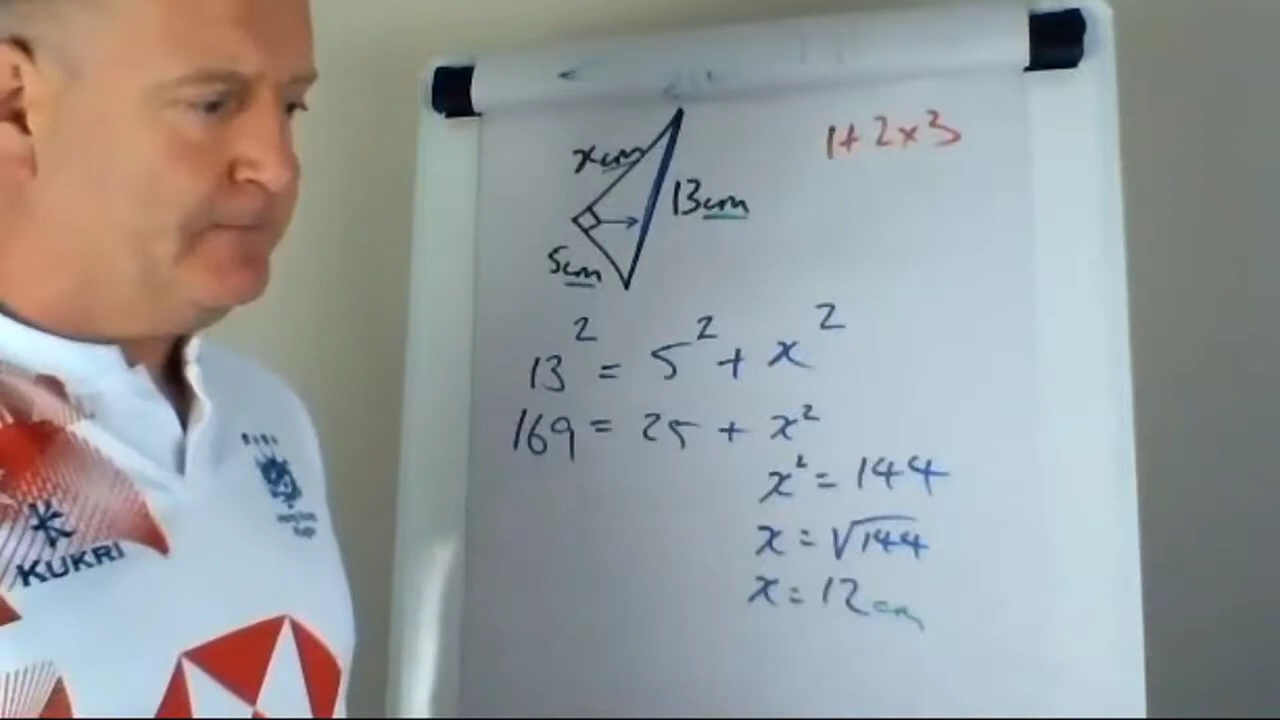 1+2x3
xcm
13cm
5cm
13² = 5² + x²
169 = 25 + x²
x² = 144
x = √144
x = 12cm
KUKRI